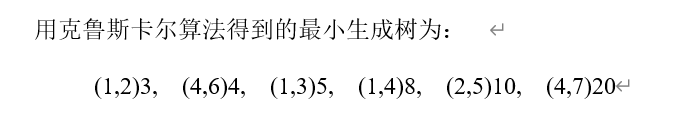 用克鲁斯卡尔算法得到的最小生成树为：
(1,2)3, (4,6)4, (1,3)5, (1,4)8, (2,5)10, (4,7)20